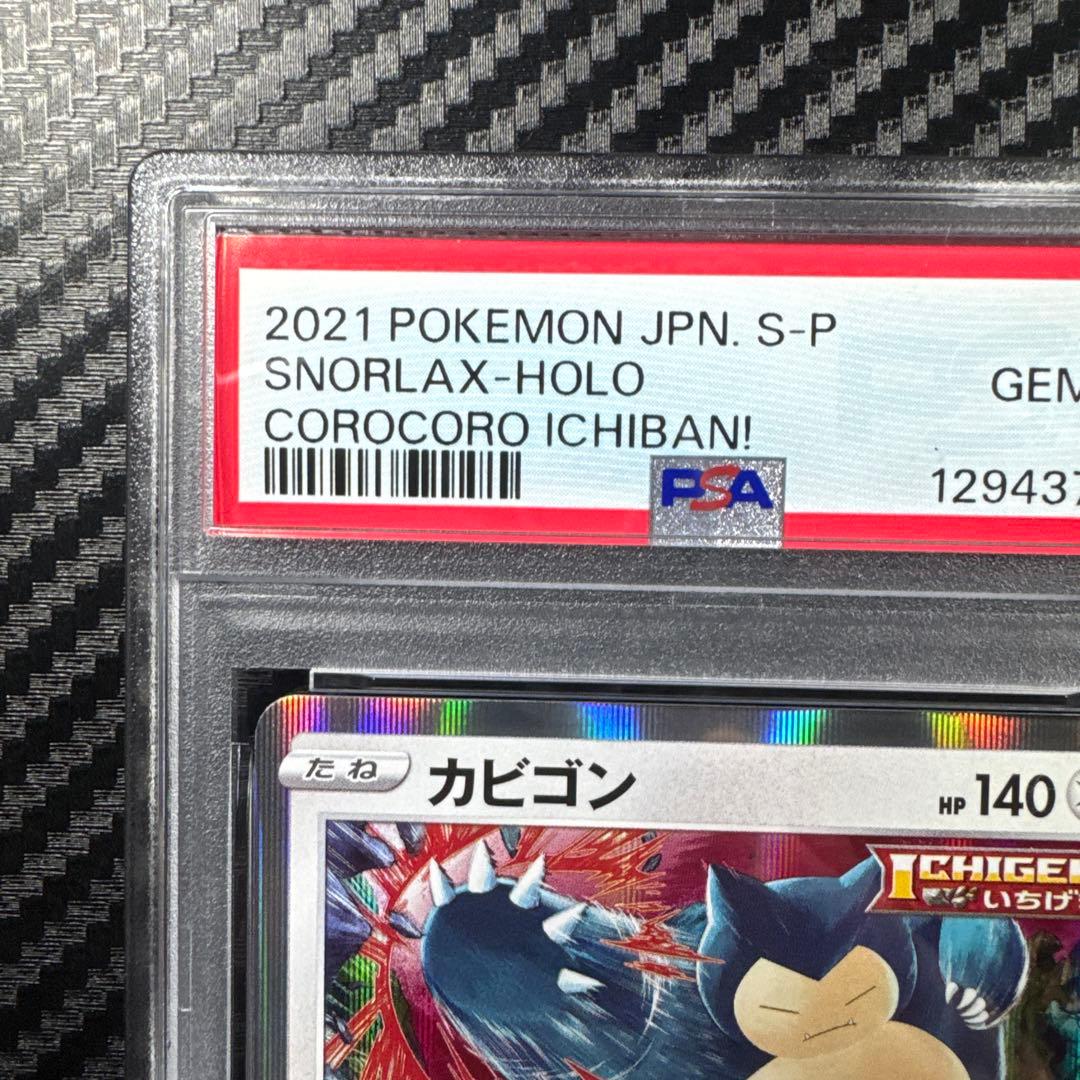 2021 POKEMON JPN. S-P
SNORLAX-HOLO
GEM
COROCORO ICHIBAN!
PSA
129437
たね
カビゴン
HP 140
ICHIGE
いちげ